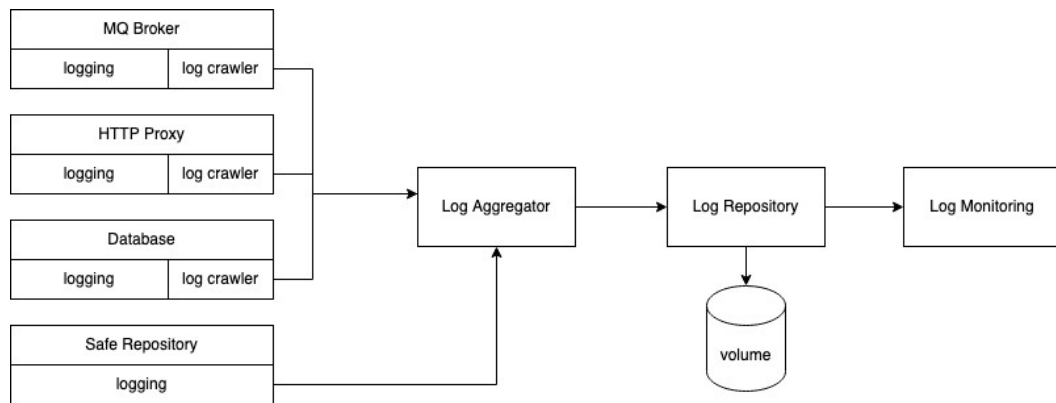 MQ Broker
logging
log crawler
HTTP Proxy
logging
log crawler
Database
logging
log crawler
Safe Repository
logging
Log Aggregator
Log Repository
Log Monitoring
volume